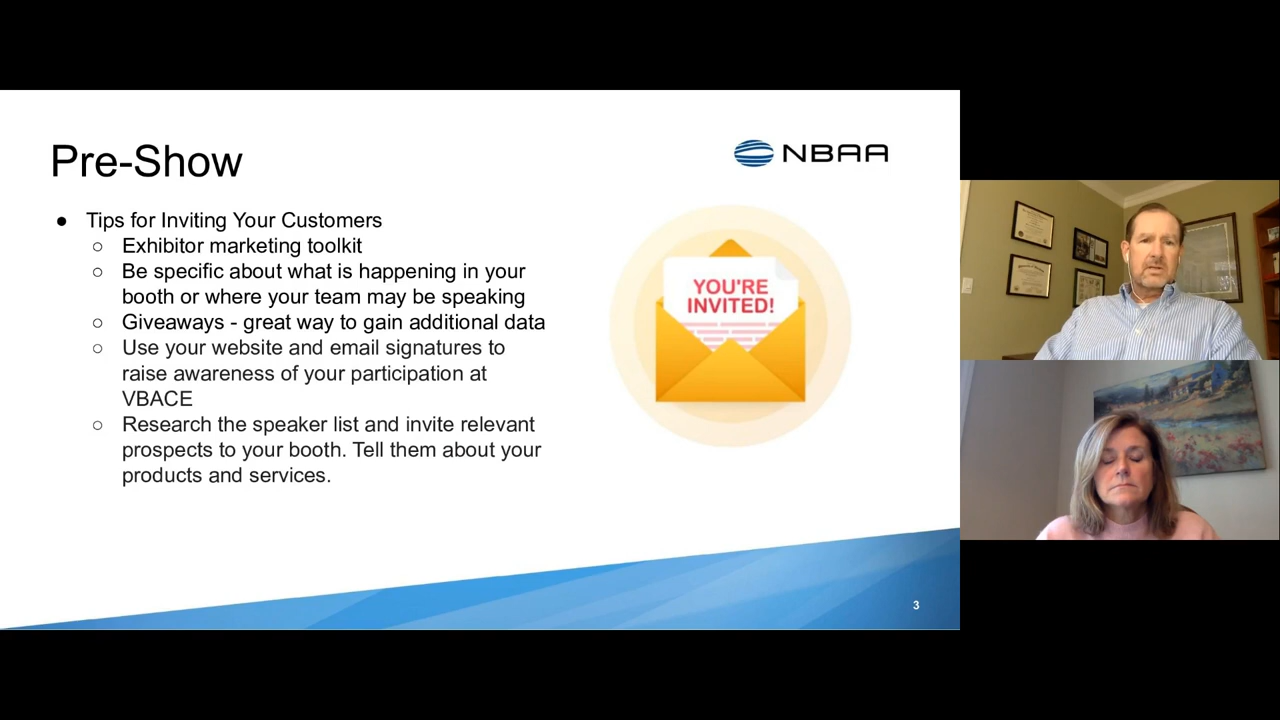 Pre-Show
NBAA
● Tips for Inviting Your Customers
○ Exhibitor marketing toolkit
○ Be specific about what is happening in your
booth or where your team may be speaking
○ Giveaways - great way to gain additional data
○ Use your website and email signatures to
raise awareness of your participation at
VBACE
○ Research the speaker list and invite relevant
prospects to your booth. Tell them about your
products and services.
YOU'RE
INVITED!
3